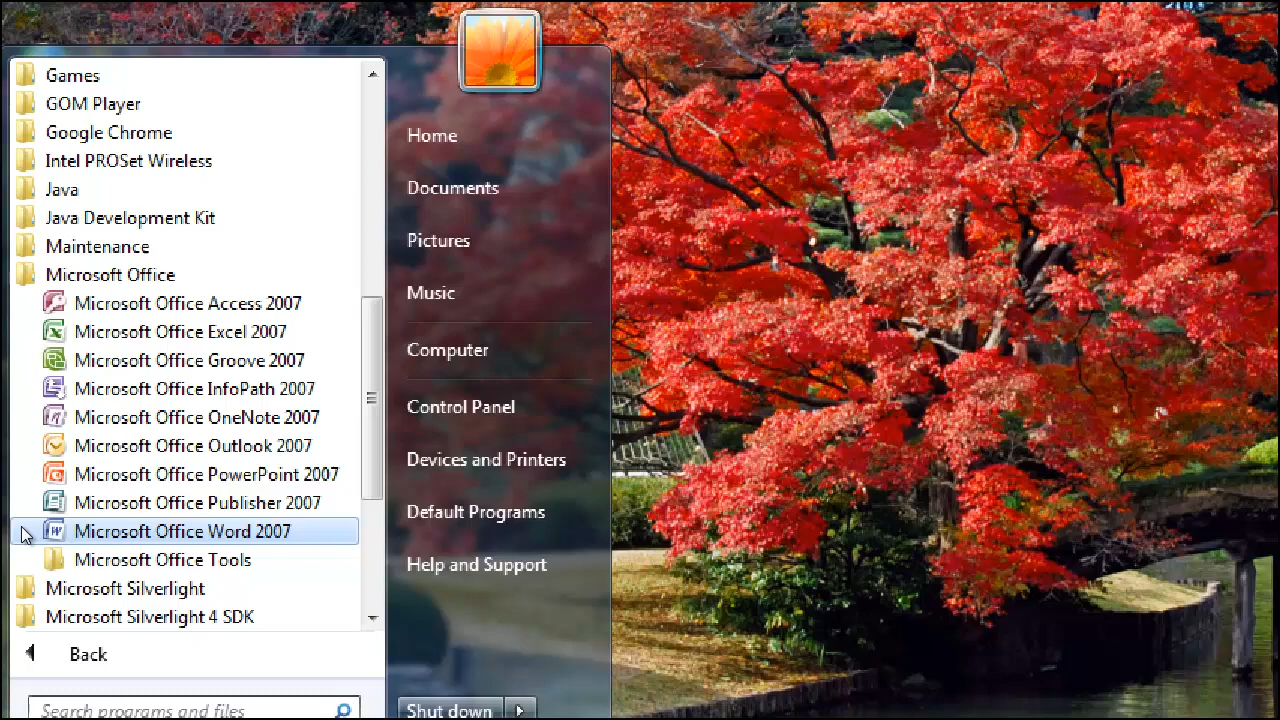 Games
GOM Player
Google Chrome
Intel PROSet Wireless
Java
Java Development Kit
Maintenance
Microsoft Office
Microsoft Office Access 2007
Microsoft Office Excel 2007
Microsoft Office Groove 2007
Microsoft Office InfoPath 2007
Microsoft Office OneNote 2007
Microsoft Office Outlook 2007
Microsoft Office PowerPoint 2007
Microsoft Office Publisher 2007
Microsoft Office Word 2007
Microsoft Office Tools
Microsoft Silverlight
Microsoft Silverlight 4 SDK
Back
Search programs and files
Home
Documents
Pictures
Music
Computer
Control Panel
Devices and Printers
Default Programs
Help and Support
Shut down